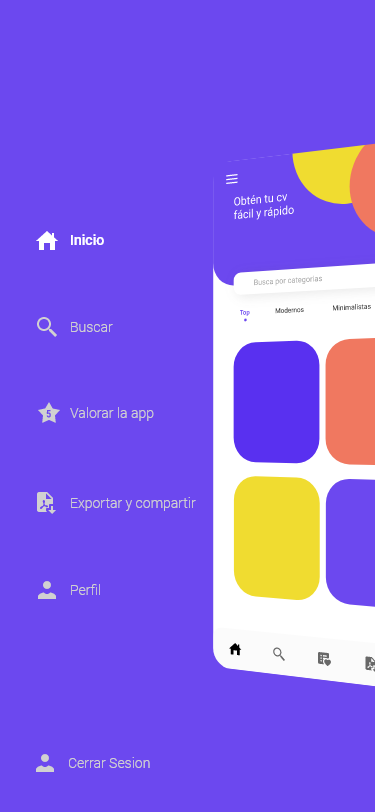 Inicio
Buscar
5
Valorar la app
Exportar y compartir
Perfil
Cerrar Sesion
Obtén tu cv
fácil y rápido
Busca por categorias
Top Modernos Minimalistas